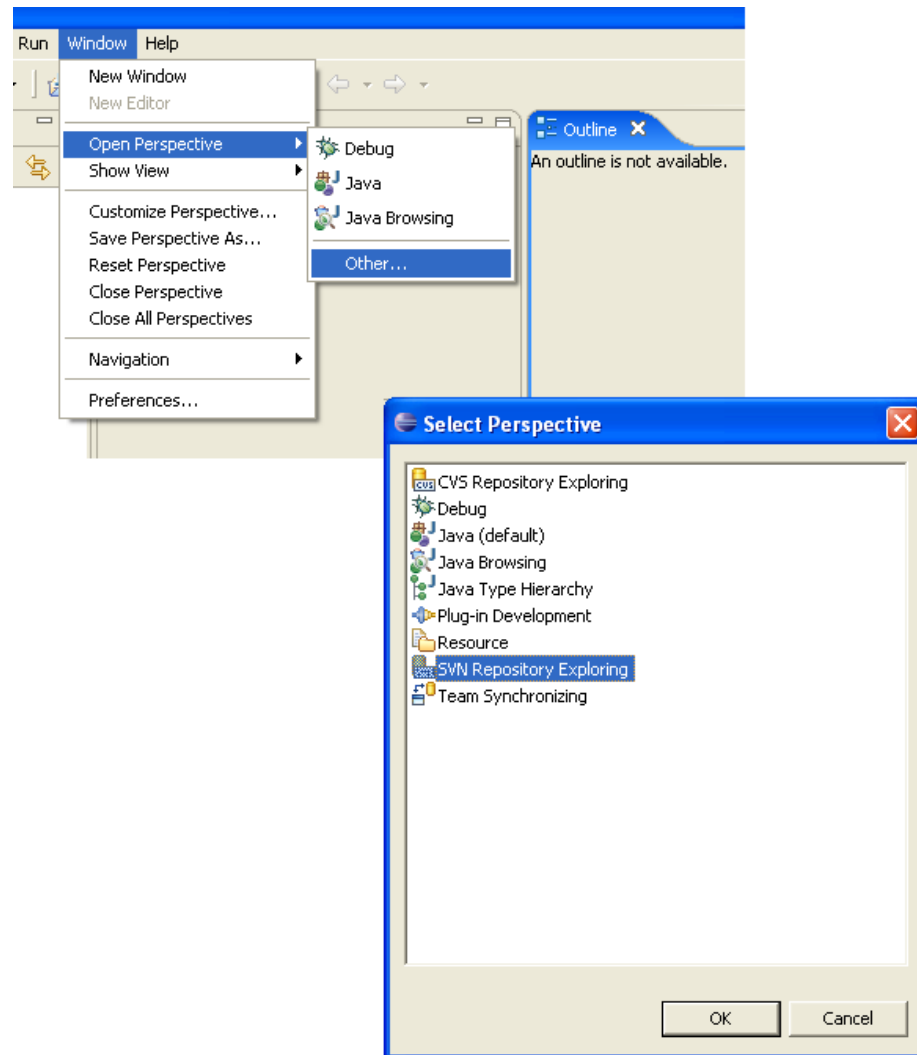 Run Window Help
New Window
New Editor
Open Perspective
Show View
Customize Perspective...
Save Perspective As...
Reset Perspective
Close Perspective
Close All Perspectives
Navigation
Preferences...
Debug
Java
Java Browsing
Other...
Outline
An outline is not available.
Select Perspective
CVS Repository Exploring
Debug
Java (default)
Java Browsing
Java Type Hierarchy
Plug-in Development
Resource
SVN Repository Exploring
Team Synchronizing
OK Cancel